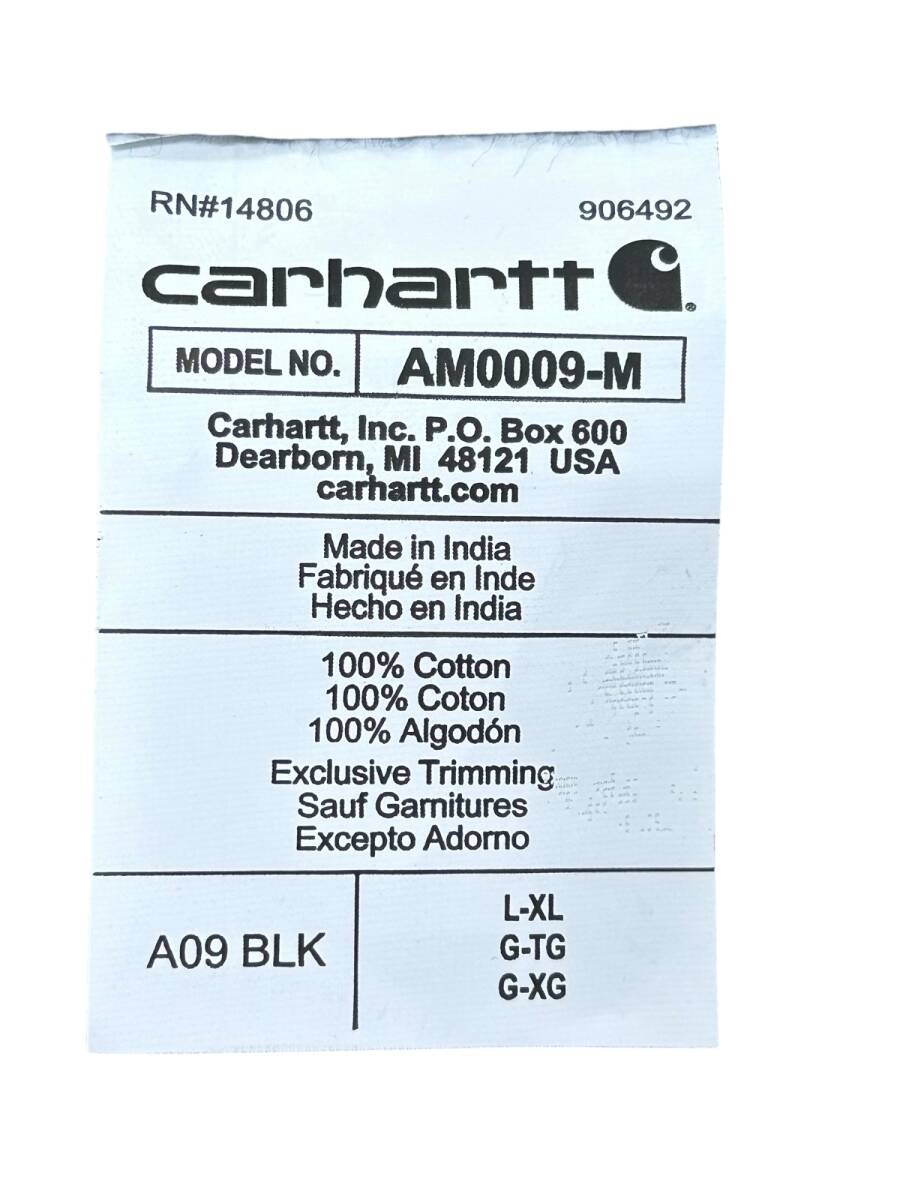 RN#14806 906492
carhartt
MODEL NO. AM0009-M
Carhartt, Inc. P.O. Box 600
Dearborn, MI 48121 USA
carhartt.com
Made in India
Fabriqué en Inde
Hecho en India
100% Cotton
100% Coton
100% Algodón
Exclusive Trimming
Sauf Garnitures
Excepto Adorno
A09 BLK
L-XL
G-TG
G-XG